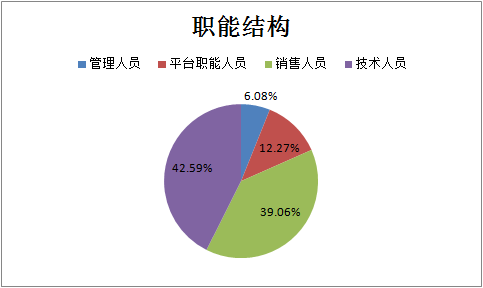 职能结构
管理人员 平台职能人员 销售人员 技术人员
6.08%
12.27%
42.59%
39.06%